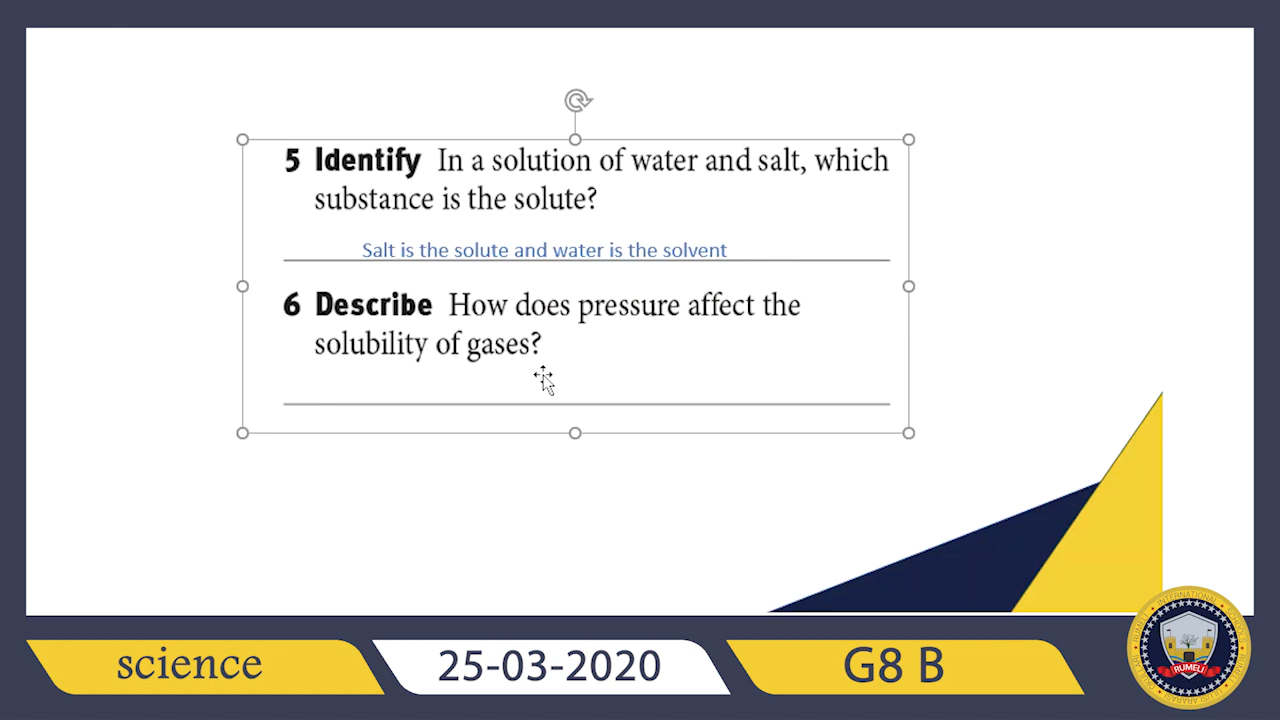 5 Identify In a solution of water and salt, which
substance is the solute?
Salt is the solute and water is the solvent
6 Describe How does pressure affect the
solubility of gases?
science
25-03-2020
G8 B
RUMELI